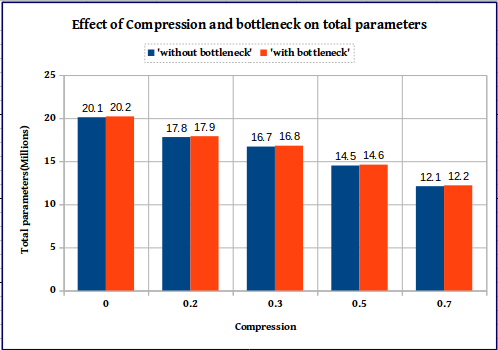 Effect of Compression and bottleneck on total parameters
'without bottleneck' 'with bottleneck'
25
20
15
10
5
0
Total parameters(Millions)
20.1 20.2
17.8 17.9
16.7 16.8
14.5 14.6
12.1 12.2
0 0.2 0.3 0.5 0.7
Compression